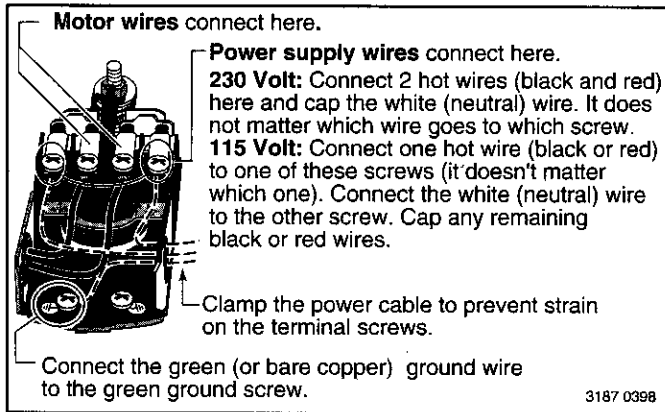 Motor wires connect here.
Power supply wires connect here.
230 Volt: Connect 2 hot wires (black and red)
here and cap the white (neutral) wire. It does
not matter which wire goes to which screw.
115 Volt: Connect one hot wire (black or red)
to one of these screws (it doesn't matter
which one). Connect the white (neutral) wire
to the other screw. Cap any remaining
black or red wires.
Clamp the power cable to prevent strain
on the terminal screws.
Connect the green (or bare copper) ground wire
to the green ground screw.
3187 0398